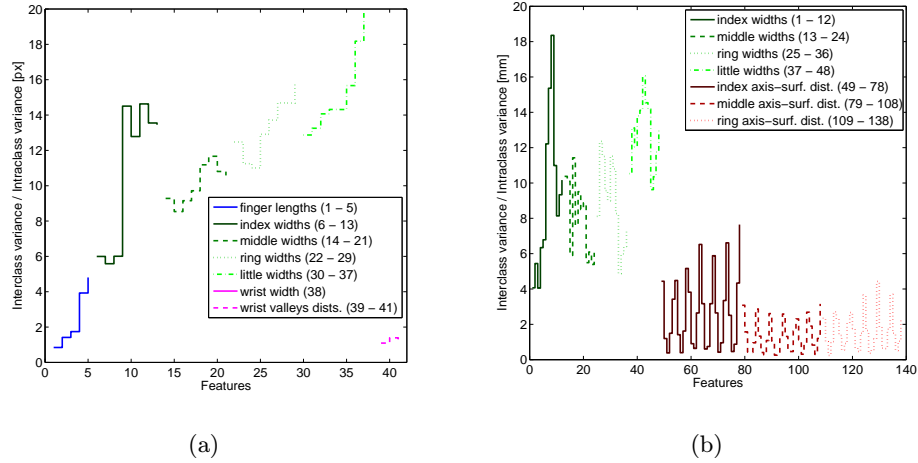 20
18
16
14
12
10
8
6
4
2
0
0 5 10 15 20 25 30 35 40
Features
Interclass variance / Intraclass variance [px]
finger lengths (1 − 5)
index widths (6 − 13)
middle widths (14 − 21)
ring widths (22 − 29)
little widths (30 − 37)
wrist width (38)
wrist valleys dists. (39 − 41)
(a)
20
18
16
14
12
10
8
6
4
2
0
0 20 40 60 80 100 120 140
Features
Interclass variance / Intraclass variance [mm]
index widths (1 − 12)
middle widths (13 − 24)
ring widths (25 − 36)
little widths (37 − 48)
index axis−surf. dist. (49 − 78)
middle axis−surf. dist. (79 − 108)
ring axis−surf. dist. (109 − 138)
(b)